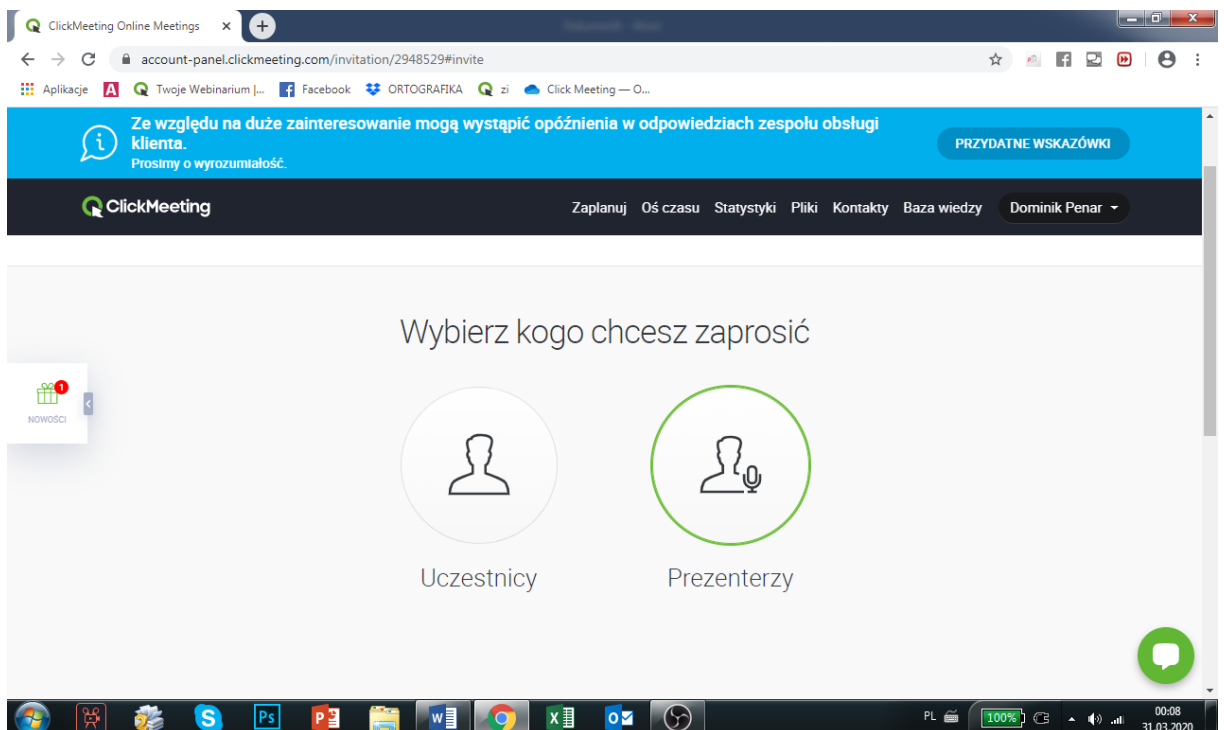 ClickMeeting Online Meetings
account-panel.clickmeeting.com/invitation/2948529#invite
Aplikacje Twoje Webinarium |... Facebook ORTOGRAFIKA zi Click Meeting — O...
Ze względu na duże zainteresowanie mogą wystąpić opóźnienia w odpowiedziach zespołu obsługi
klienta.
Prosimy o wyrozumiałość.
PRZYDATNE WSKAZÓWKI
ClickMeeting
Zaplanuj Oś czasu Statystyki Pliki Kontakty Baza wiedzy Dominik Penar
Wybierz kogo chcesz zaprosić
1
NOWOŚCI
Uczestnicy
Prezenterzy
PL 100% 00:08
31.03.2020